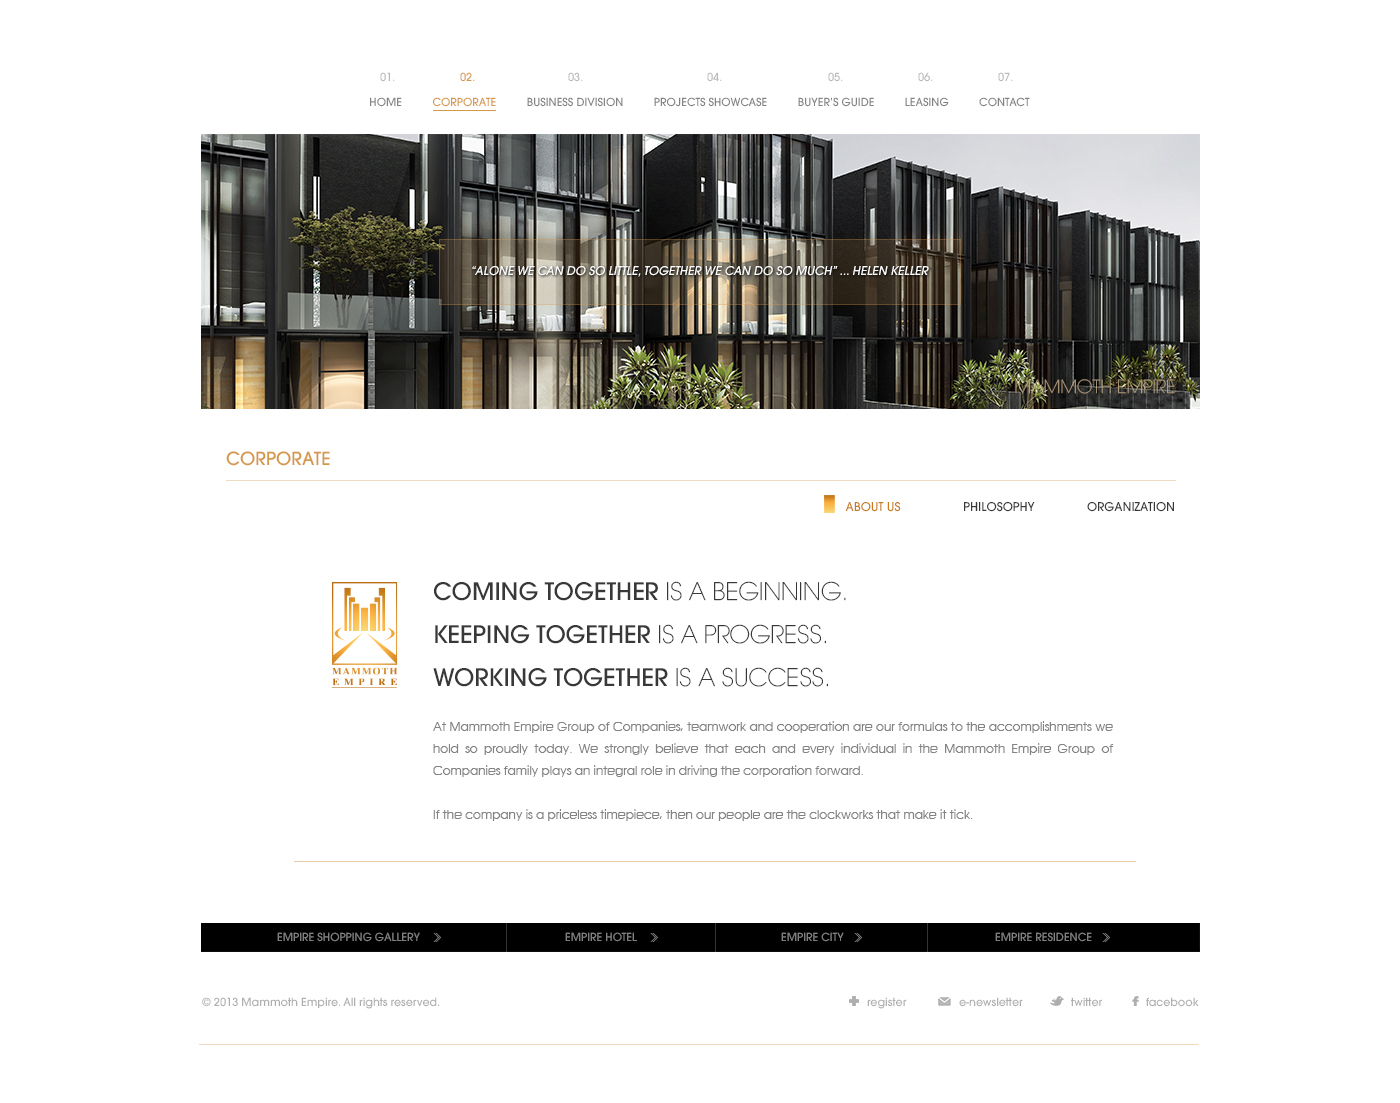 01. 02. 03. 04. 05. 06. 07.
HOME CORPORATE BUSINESS DIVISION PROJECTS SHOWCASE BUYER'S GUIDE LEASING CONTACT
“ALONE WE CAN DO SO LITTLE, TOGETHER WE CAN DO SO MUCH” ... HELEN KELLER
MAMMOTH EMPIRE
CORPORATE
ABOUT US PHILOSOPHY ORGANIZATION
MAMMOTH
EMPIRE
COMING TOGETHER IS A BEGINNING.
KEEPING TOGETHER IS A PROGRESS.
WORKING TOGETHER IS A SUCCESS.
At Mammoth Empire Group of Companies, teamwork and cooperation are our formulas to the accomplishments we
hold so proudly today. We strongly believe that each and every individual in the Mammoth Empire Group of
Companies family plays an integral role in driving the corporation forward.
If the company is a priceless timepiece, then our people are the clockworks that make it tick.
EMPIRE SHOPPING GALLERY EMPIRE HOTEL EMPIRE CITY EMPIRE RESIDENCE
© 2013 Mammoth Empire. All rights reserved. register e-newsletter twitter facebook